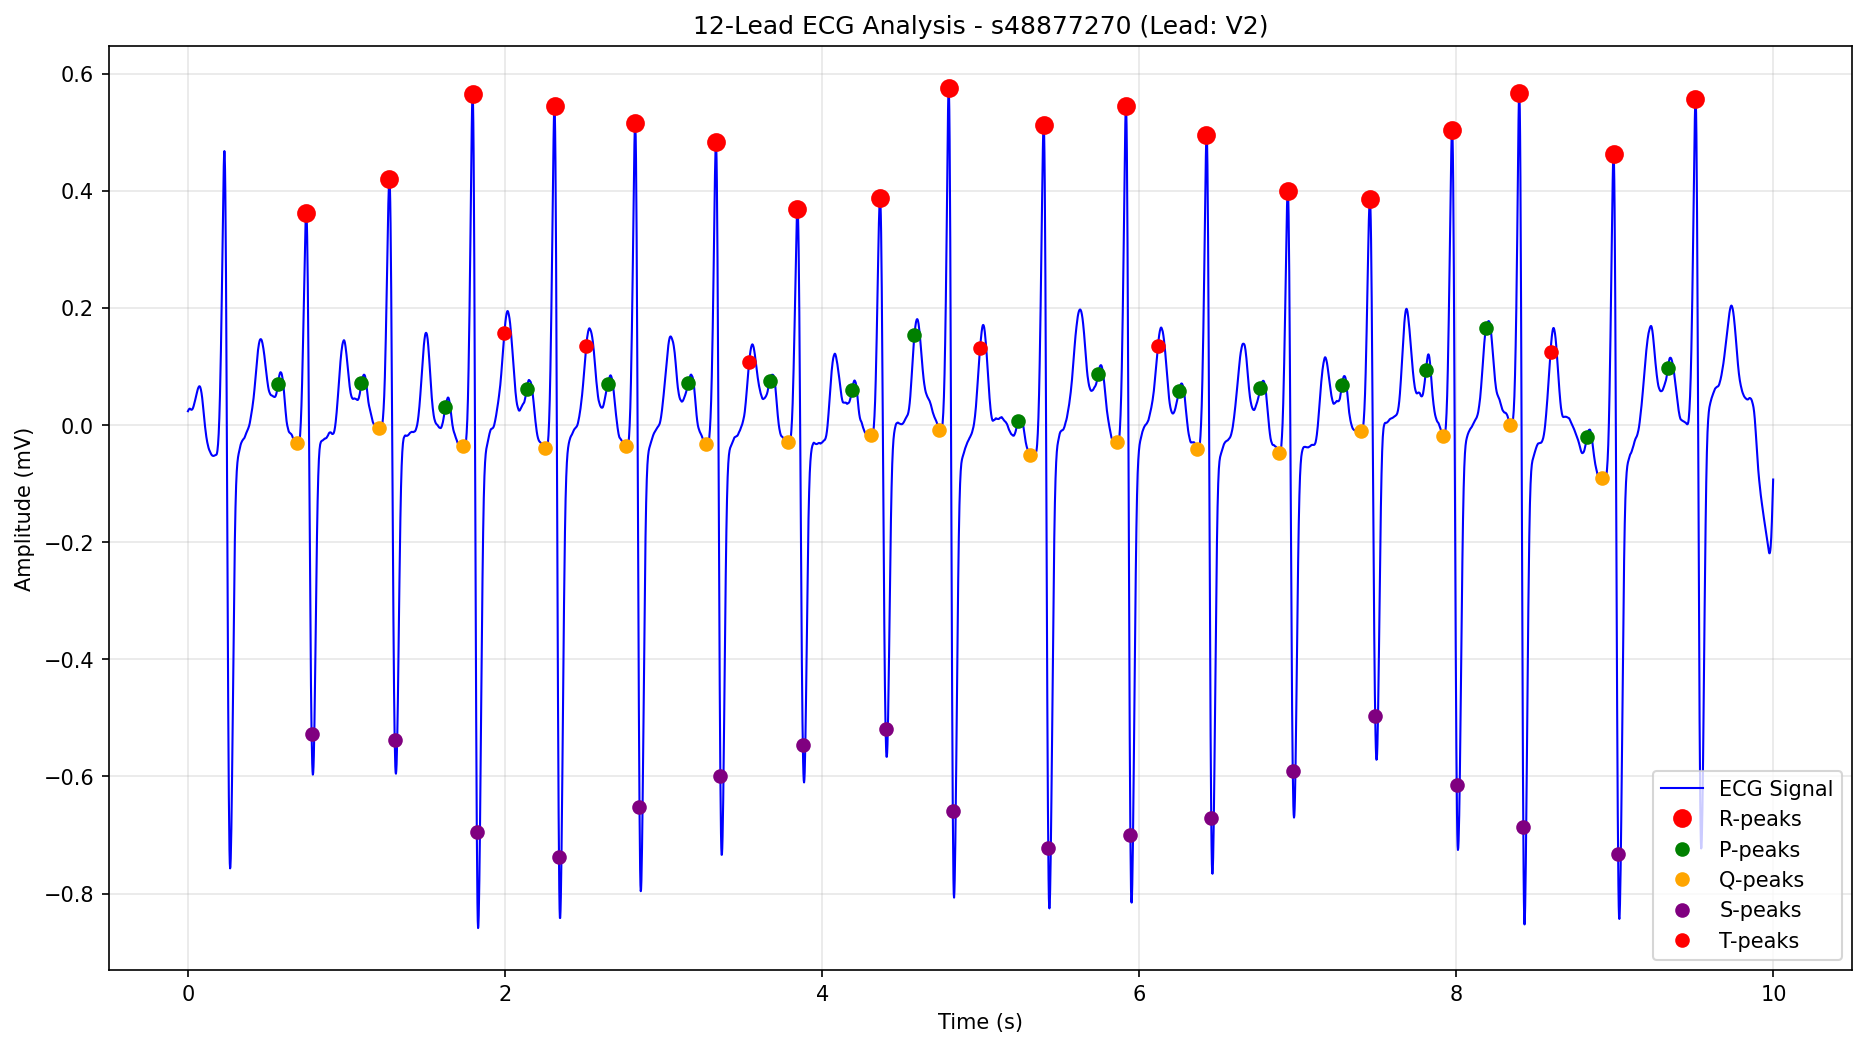 12-Lead ECG Analysis - s48877270 (Lead: V2)
Amplitude (mV)
0.6
0.4
0.2
0.0
−0.2
−0.4
−0.6
−0.8
0 2 4 6 8 10
Time (s)
ECG Signal
R-peaks
P-peaks
Q-peaks
S-peaks
T-peaks